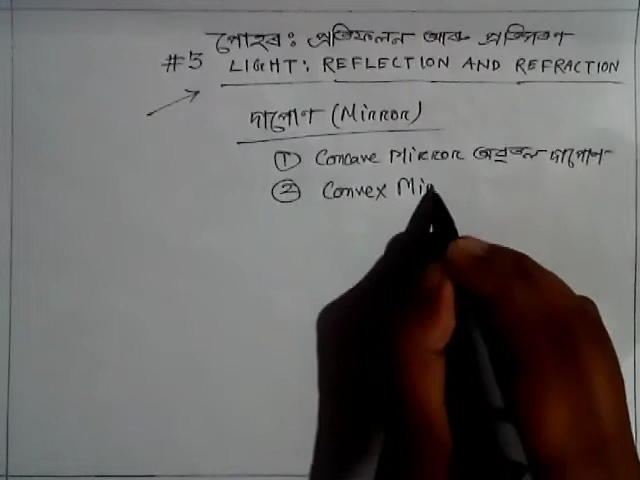 পোহৰ: প্ৰতিফলন আৰু প্ৰতিসৰণ
#5 LIGHT: REFLECTION AND REFRACTION
দাপোণ (Mirror)
① Concave Mirror অৱতল দাপোণ
② Convex Mi